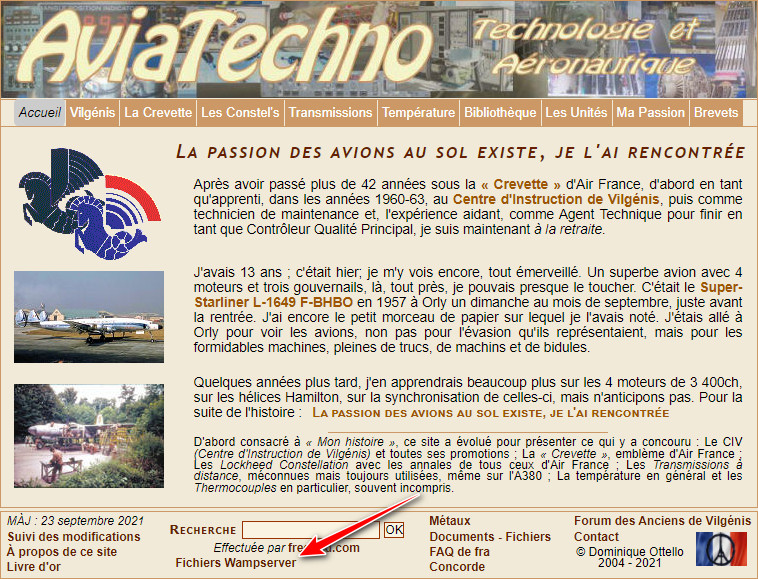 AviaTechno
Technologie et
Aéronautique
Accueil Vilgénis La Crevette Les Constel's Transmissions Température Bibliothèque Les Unités Ma Passion Brevets
La passion des avions au sol existe, je l'ai rencontrée
Après avoir passé plus de 42 années sous la « Crevette » d'Air France, d'abord en tant
qu'apprenti, dans les années 1960-63, au Centre d'Instruction de Vilgénis, puis comme
technicien de maintenance et, l'expérience aidant, comme Agent Technique pour finir en
tant que Contrôleur Qualité Principal, je suis maintenant à la retraite.
J'avais 13 ans ; c'était hier; je m'y vois encore, tout émerveillé. Un superbe avion avec 4
moteurs et trois gouvernails, là, tout près, je pouvais presque le toucher. C'était le Super-
Starliner L-1649 F-BHBO en 1957 à Orly un dimanche au mois de septembre, juste avant
la rentrée. J'ai encore le petit morceau de papier sur lequel je l'avais noté. J'étais allé à
Orly pour voir les avions, non pas pour l'évasion qu'ils représentaient, mais pour les
formidables machines, pleines de trucs, de machins et de bidules.
Quelques années plus tard, j'en apprendrais beaucoup plus sur les 4 moteurs de 3 400ch,
sur les hélices Hamilton, sur la synchronisation de celles-ci, mais n'anticipons pas. Pour la
suite de l'histoire : La passion des avions au sol existe, je l'ai rencontrée
D'abord consacré à « Mon histoire », ce site a évolué pour présenter ce qui y a concouru : Le CIV
(Centre d'Instruction de Vilgénis) et toutes ses promotions ; La « Crevette », emblème d'Air France ;
Les Lockheed Constellation avec les annales de tous ceux d'Air France ; Les Transmissions à
distance, méconnues mais toujours utilisées, même sur l'A380 ; La température en général et les
Thermocouples en particulier, souvent incompris.
MÀJ : 23 septembre 2021
Suivi des modifications
À propos de ce site
Livre d'or
Recherche OK
Effectuée par .com
Fichiers Wampserver
Métaux
Documents - Fichiers
FAQ de fra
Concorde
Forum des Anciens de Vilgénis
Contact
© Dominique Ottello
2004 - 2021